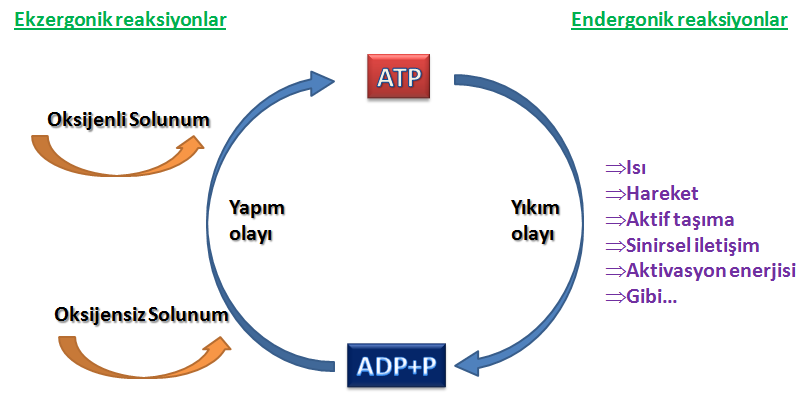 Ekzergonik reaksiyonlar
Endergonik reaksiyonlar
ATP
Oksijenli Solunum
Yapım
olayı
Yıkım
olayı
⇒Isı
⇒Hareket
⇒Aktif taşıma
⇒Sinirsel iletişim
⇒Aktivasyon enerjisi
⇒Gibi...
Oksijensiz Solunum
ADP+P